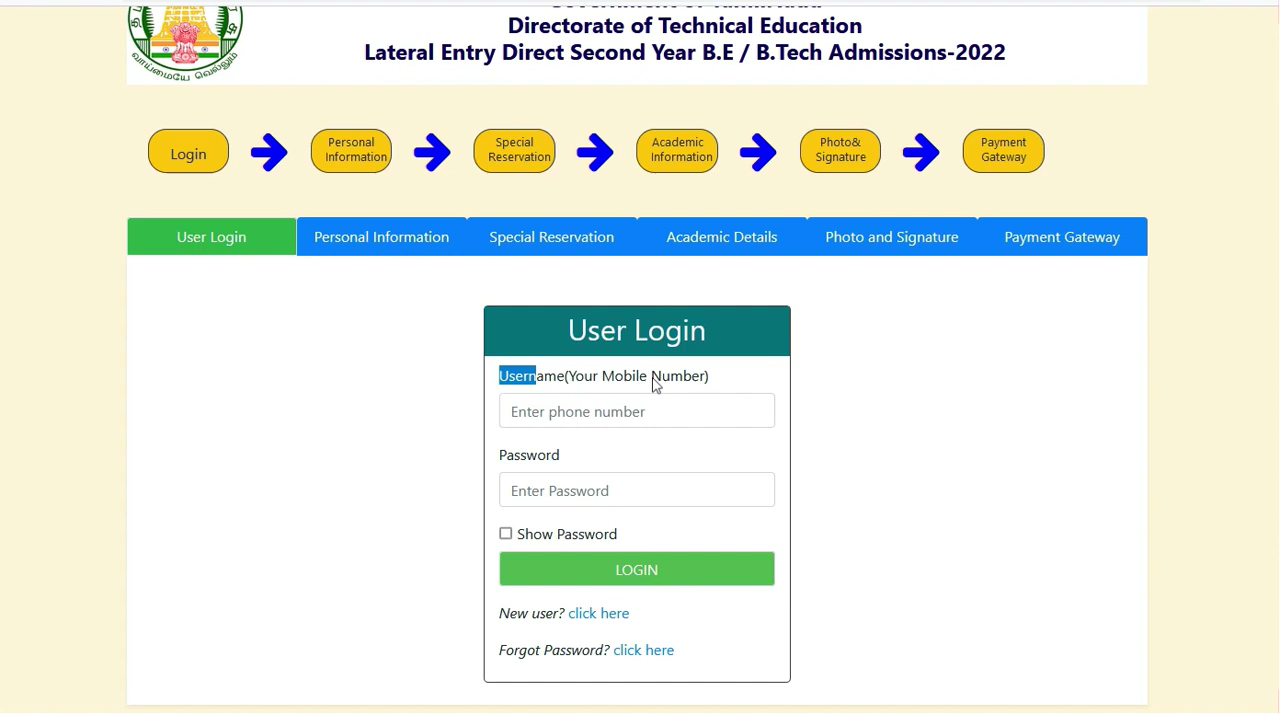 Directorate of Technical Education
Lateral Entry Direct Second Year B.E / B.Tech Admissions-2022
வாய்மையே வெல்லும்
Login
Personal
Information
Special
Reservation
Academic
Information
Photo&
Signature
Payment
Gateway
User Login
Personal Information
Special Reservation
Academic Details
Photo and Signature
Payment Gateway
User Login
Username(Your Mobile Number)
Enter phone number
Password
Enter Password
Show Password
LOGIN
New user? click here
Forgot Password? click here